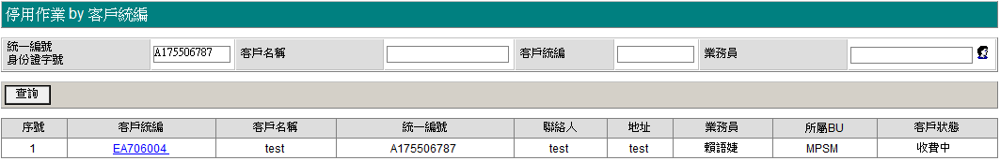 停用作業 by 客戶統編
統一編號
身份證字號
A175506787 客戶名稱 客戶統編 業務員
查詢
序號 客戶統編 客戶名稱 統一編號 聯絡人 地址 業務員 所屬BU 客戶狀態
1 EA706004 test A175506787 test test 賴語婕 MPSM 收費中